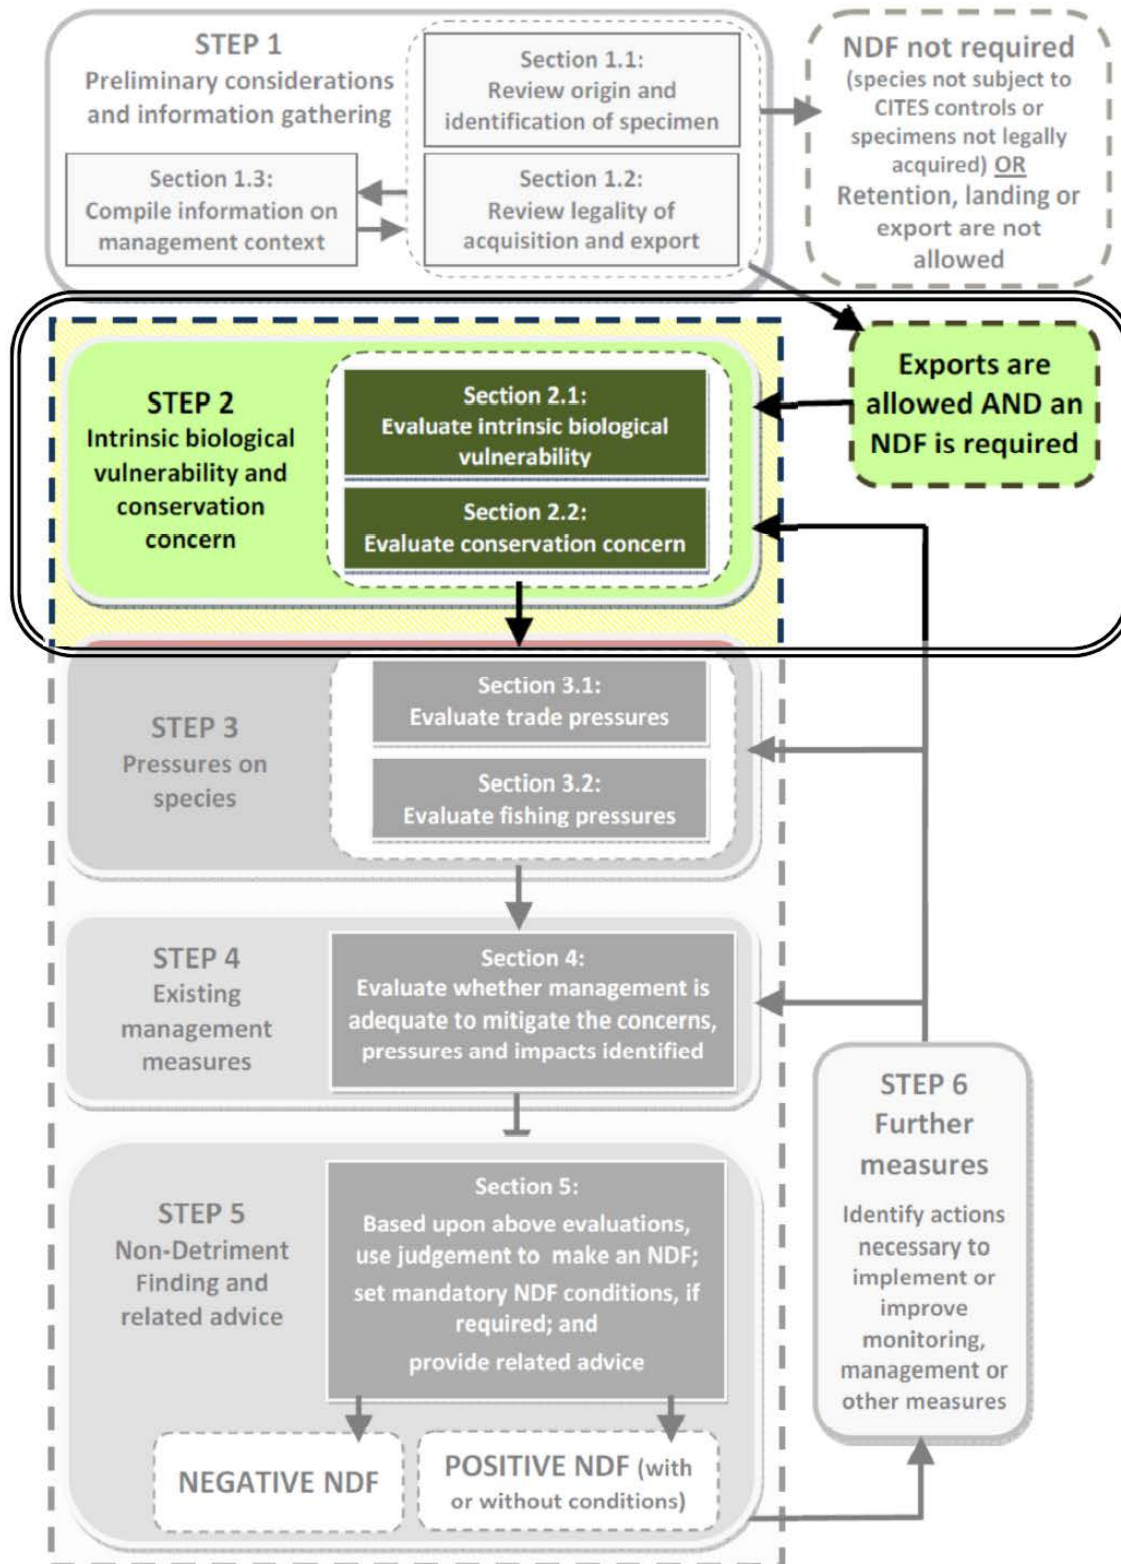 STEP 1
Preliminary considerations
and information gathering
Section 1.1:
Review origin and
identification of specimen
Section 1.2:
Review legality of
acquisition and export
Section 1.3:
Compile information on
management context
NDF not required
(species not subject to
CITES controls or
specimens not legally
acquired) OR
Retention, landing or
export are not
allowed
Exports are
allowed AND an
NDF is required
STEP 2
Intrinsic biological
vulnerability and
conservation
concern
Section 2.1:
Evaluate intrinsic biological
vulnerability
Section 2.2:
Evaluate conservation concern
STEP 3
Pressures on
species
Section 3.1:
Evaluate trade pressures
Section 3.2:
Evaluate fishing pressures
STEP 4
Existing
management
measures
Section 4:
Evaluate whether management is
adequate to mitigate the concerns,
pressures and impacts identified
STEP 5
Non-Detriment
Finding and
related advice
Section 5:
Based upon above evaluations,
use judgement to make an NDF;
set mandatory NDF conditions, if
required; and
provide related advice
NEGATIVE NDF
POSITIVE NDF (with
or without conditions)
STEP 6
Further
measures
Identify actions
necessary to
implement or
improve
monitoring,
management or
other measures